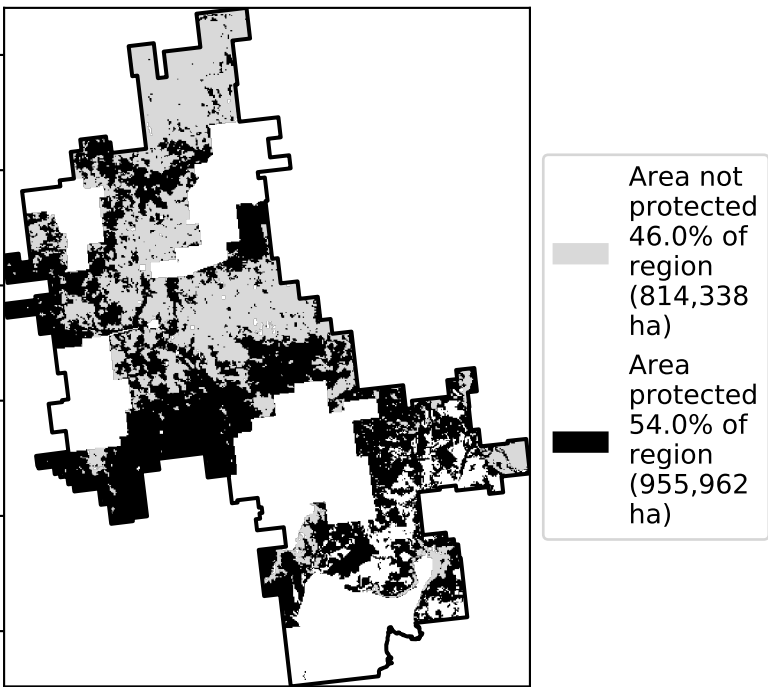 Area not
protected
46.0% of
region
(814,338
ha)
Area
protected
54.0% of
region
(955,962
ha)